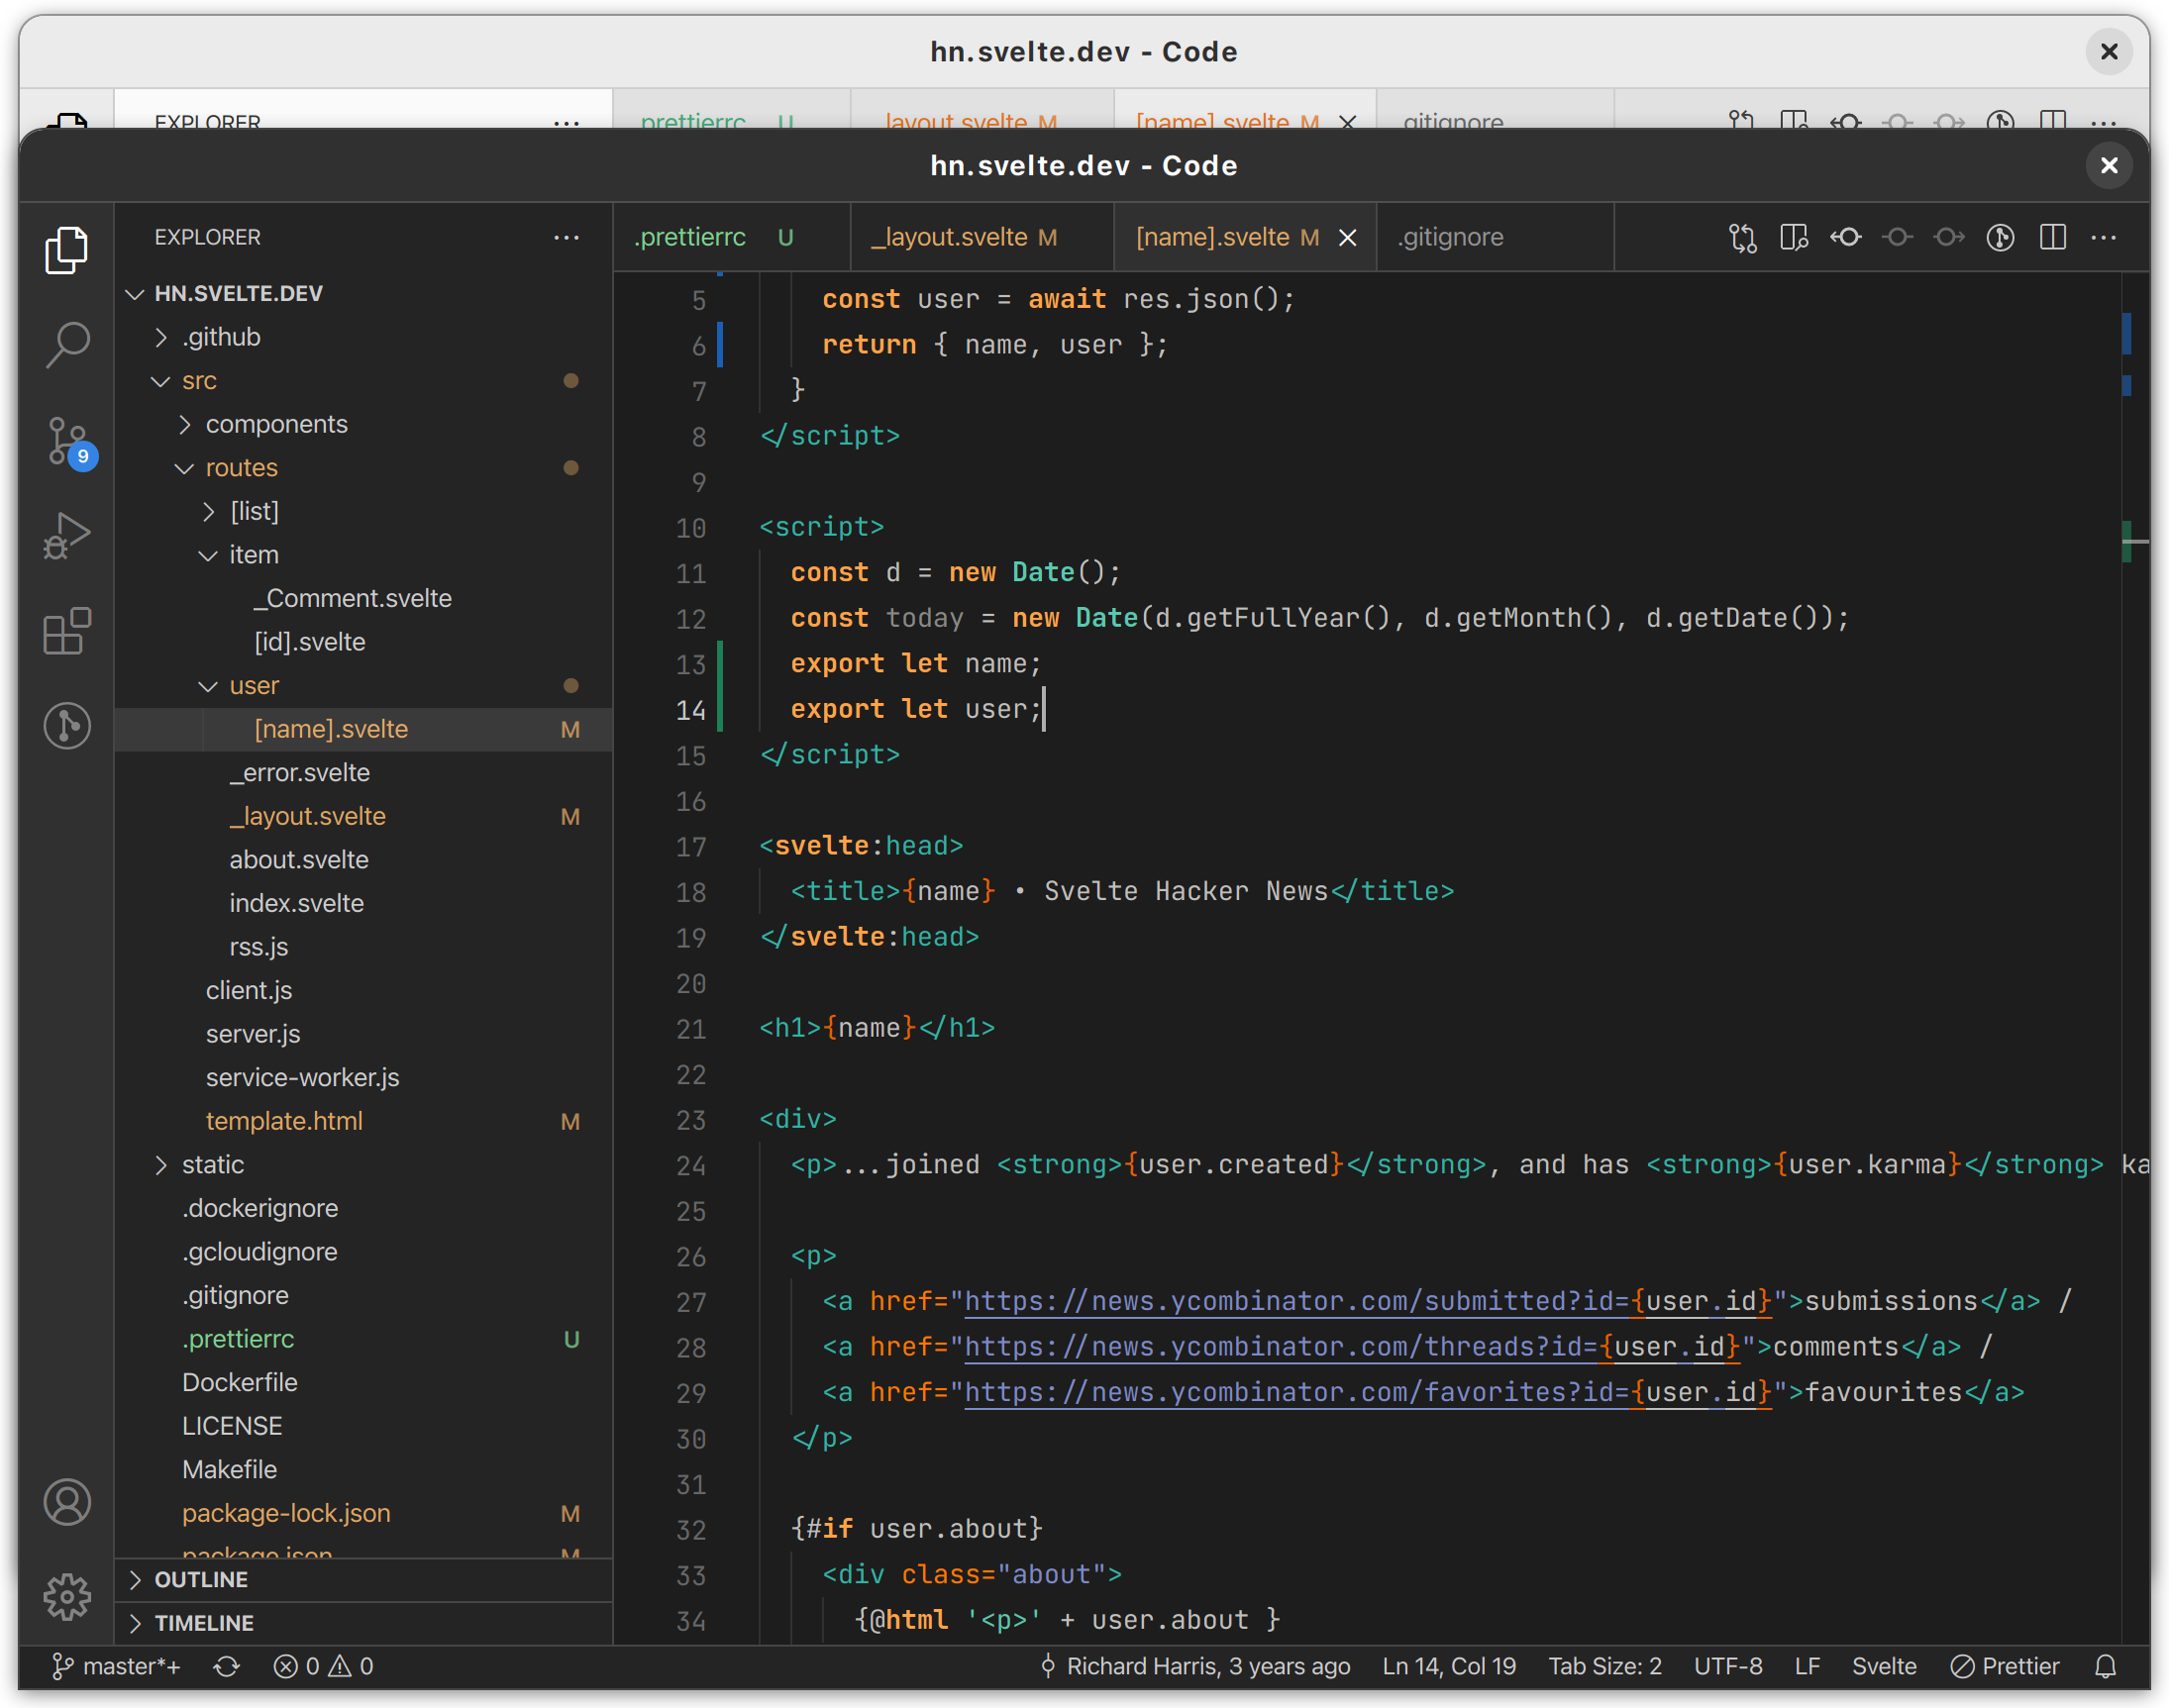 hn.svelte.dev - Code
EXPLORER
.prettierrc U
_layout.svelte M
[name].svelte M
.gitignore
hn.svelte.dev - Code
EXPLORER
.prettierrc U
_layout.svelte M
[name].svelte M
.gitignore
HN.SVELTE.DEV
.github
src
components
routes
[list]
item
_Comment.svelte
[id].svelte
user
[name].svelte M
_error.svelte
_layout.svelte M
about.svelte
index.svelte
rss.js
client.js
server.js
service-worker.js
template.html M
static
.dockerignore
.gcloudignore
.gitignore
.prettierrc U
Dockerfile
LICENSE
Makefile
package-lock.json M
package.json M
OUTLINE
TIMELINE
9
5 const user = await res.json();
6 return { name, user };
7 }
8 </script>
9
10 <script>
11 const d = new Date();
12 const today = new Date(d.getFullYear(), d.getMonth(), d.getDate());
13 export let name;
14 export let user;
15 </script>
16
17 <svelte:head>
18 <title>{name} • Svelte Hacker News</title>
19 </svelte:head>
20
21 <h1>{name}</h1>
22
23 <div>
24 <p>...joined <strong>{user.created}</strong>, and has <strong>{user.karma}</strong> ka
25
26 <p>
27 <a href="https://news.ycombinator.com/submitted?id={user.id}">submissions</a> /
28 <a href="https://news.ycombinator.com/threads?id={user.id}">comments</a> /
29 <a href="https://news.ycombinator.com/favorites?id={user.id}">favourites</a>
30 </p>
31
32 {#if user.about}
33 <div class="about">
34 {@html '<p>' + user.about }
master*+ 0 0 Richard Harris, 3 years ago Ln 14, Col 19 Tab Size: 2 UTF-8 LF Svelte Prettier